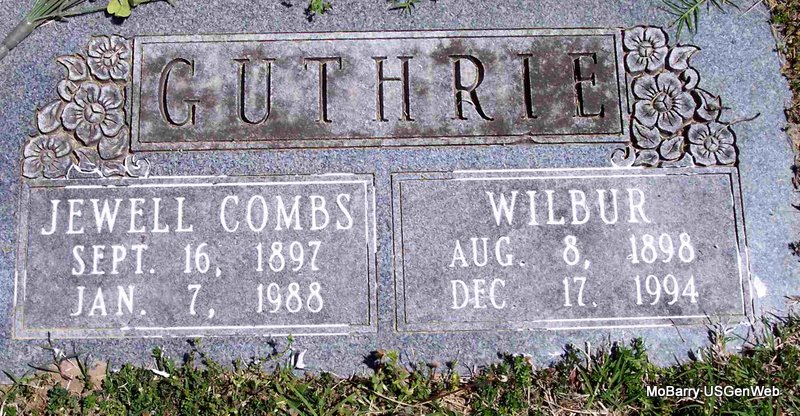 GUTHRIE
JEWELL COMBS
SEPT. 16, 1897
JAN. 7, 1988
WILBUR
AUG. 8, 1898
DEC. 17. 1994
MoBarry USGenWeb